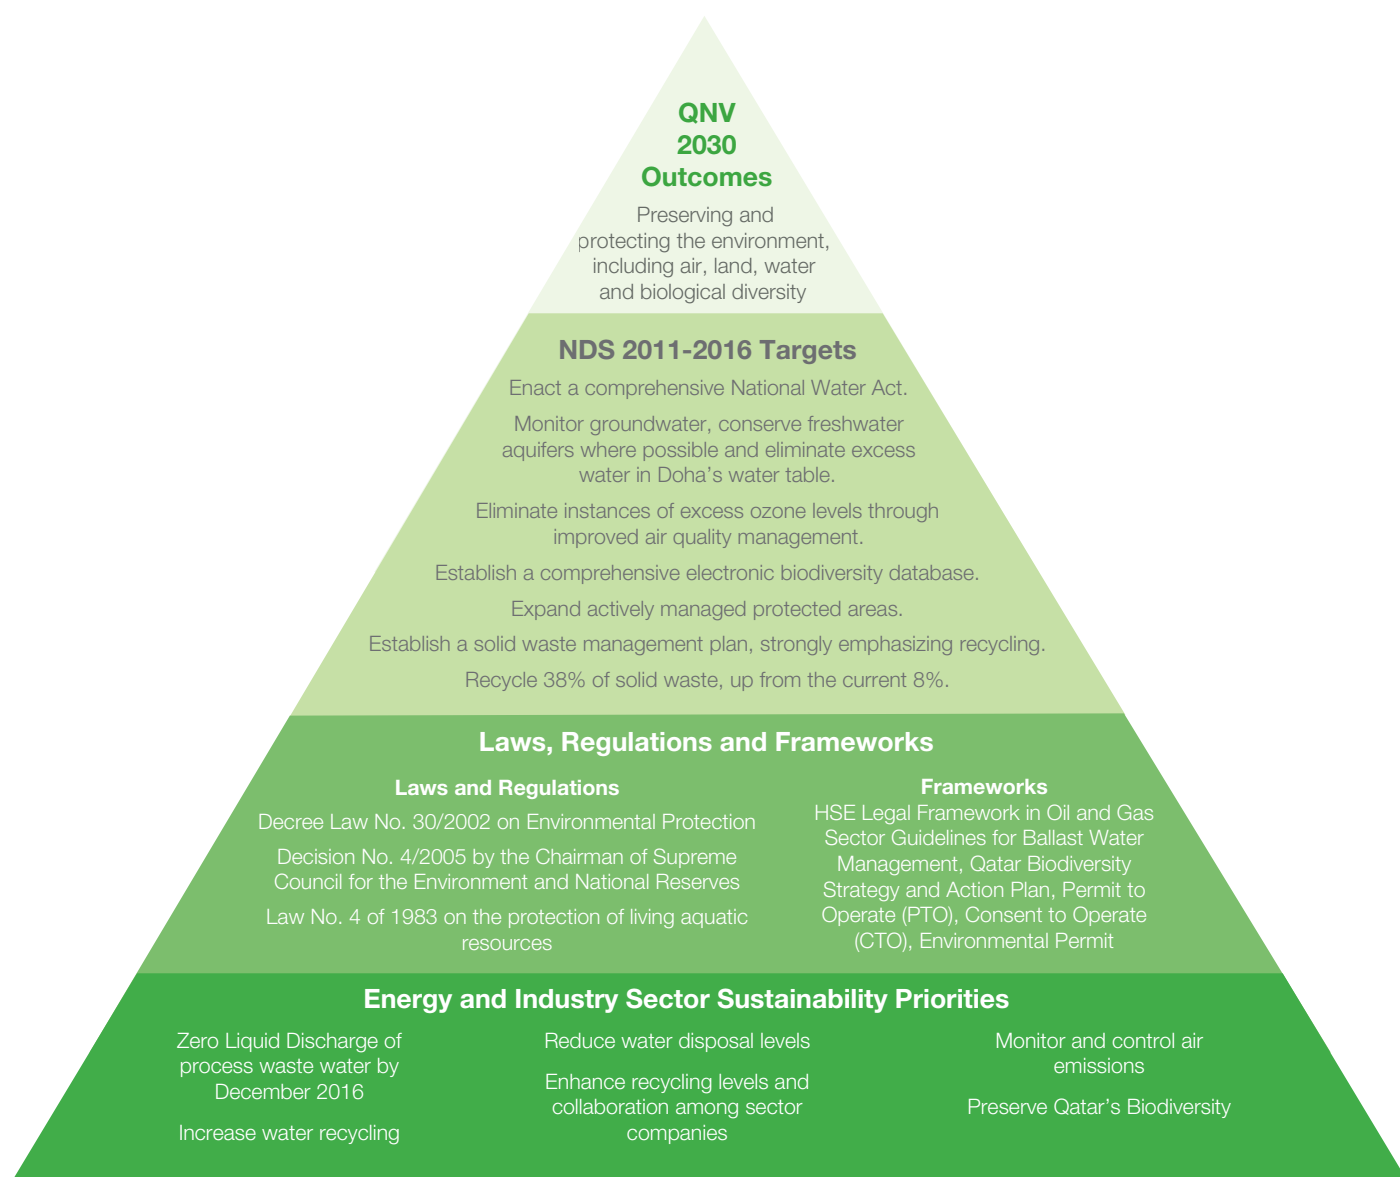 QNV
2030
Outcomes
Preserving and
protecting the environment,
including air, land, water
and biological diversity
NDS 2011-2016 Targets
Enact a comprehensive National Water Act.
Monitor groundwater, conserve freshwater
aquifers where possible and eliminate excess
water in Doha's water table.
Eliminate instances of excess ozone levels through
improved air quality management.
Establish a comprehensive electronic biodiversity database.
Expand actively managed protected areas.
Establish a solid waste management plan, strongly emphasizing recycling.
Recycle 38% of solid waste, up from the current 8%.
Laws, Regulations and Frameworks
Laws and Regulations
Decree Law No. 30/2002 on Environmental Protection
Decision No. 4/2005 by the Chairman of Supreme
Council for the Environment and National Reserves
Law No. 4 of 1983 on the protection of living aquatic
resources
Frameworks
HSE Legal Framework in Oil and Gas
Sector Guidelines for Ballast Water
Management, Qatar Biodiversity
Strategy and Action Plan, Permit to
Operate (PTO), Consent to Operate
(CTO), Environmental Permit
Energy and Industry Sector Sustainability Priorities
Zero Liquid Discharge of
process waste water by
December 2016
Increase water recycling
Reduce water disposal levels
Enhance recycling levels and
collaboration among sector
companies
Monitor and control air
emissions
Preserve Qatar's Biodiversity